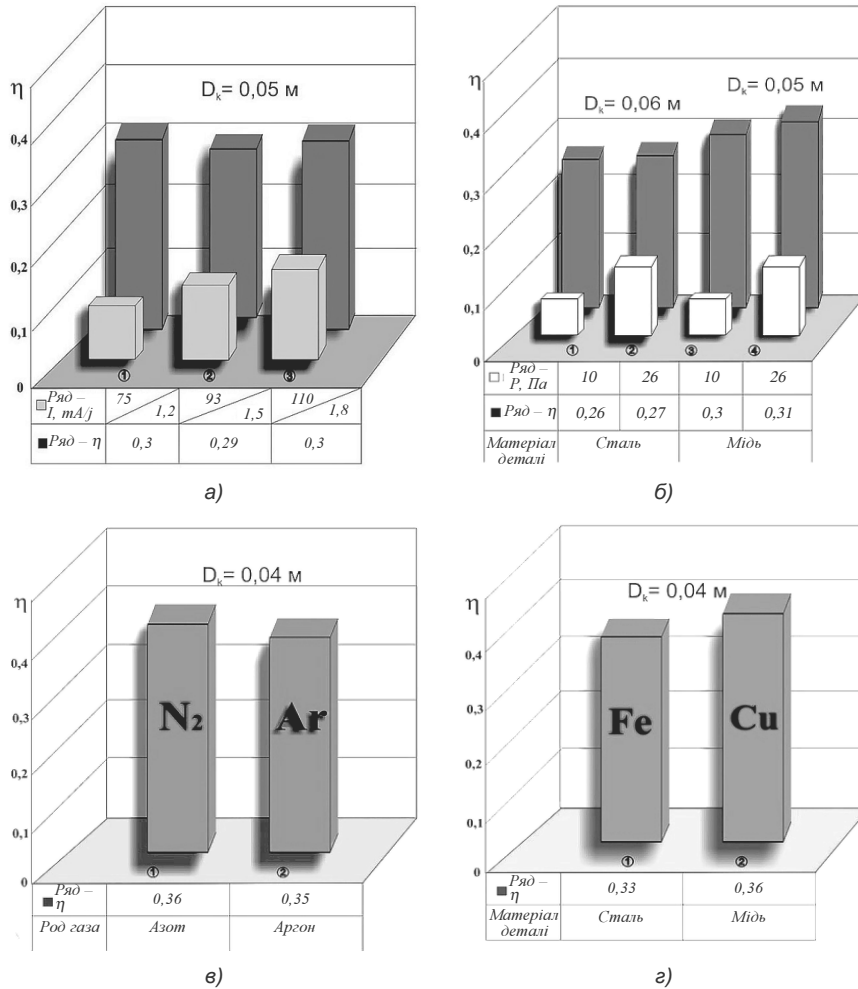 η
Dk= 0,05 м
0,4
0,3
0,2
0,1
0
① ② ③
Ряд – I, mA/j
75 1,2 93 1,5 110 1,8
Ряд – η 0,3 0,29 0,3
а)
η
Dk= 0,06 м
Dk= 0,05 м
0,4
0,3
0,2
0,1
0
① ② ③ ④
Ряд –
Р, Па
10 26 10 26
Ряд – η 0,26 0,27 0,3 0,31
Матеріал
деталі
Сталь Мідь
б)
η
Dk= 0,04 м
0,4
0,3
0,2
0,1
0
N2 Ar
① ②
Ряд –
η
0,36 0,35
Род газа Азот Аргон
в)
η
Dk= 0,04 м
0,4
0,3
0,2
0,1
0
Fe Cu
① ②
Ряд –
η
0,33 0,36
Матеріал
деталі
Сталь Мідь
г)